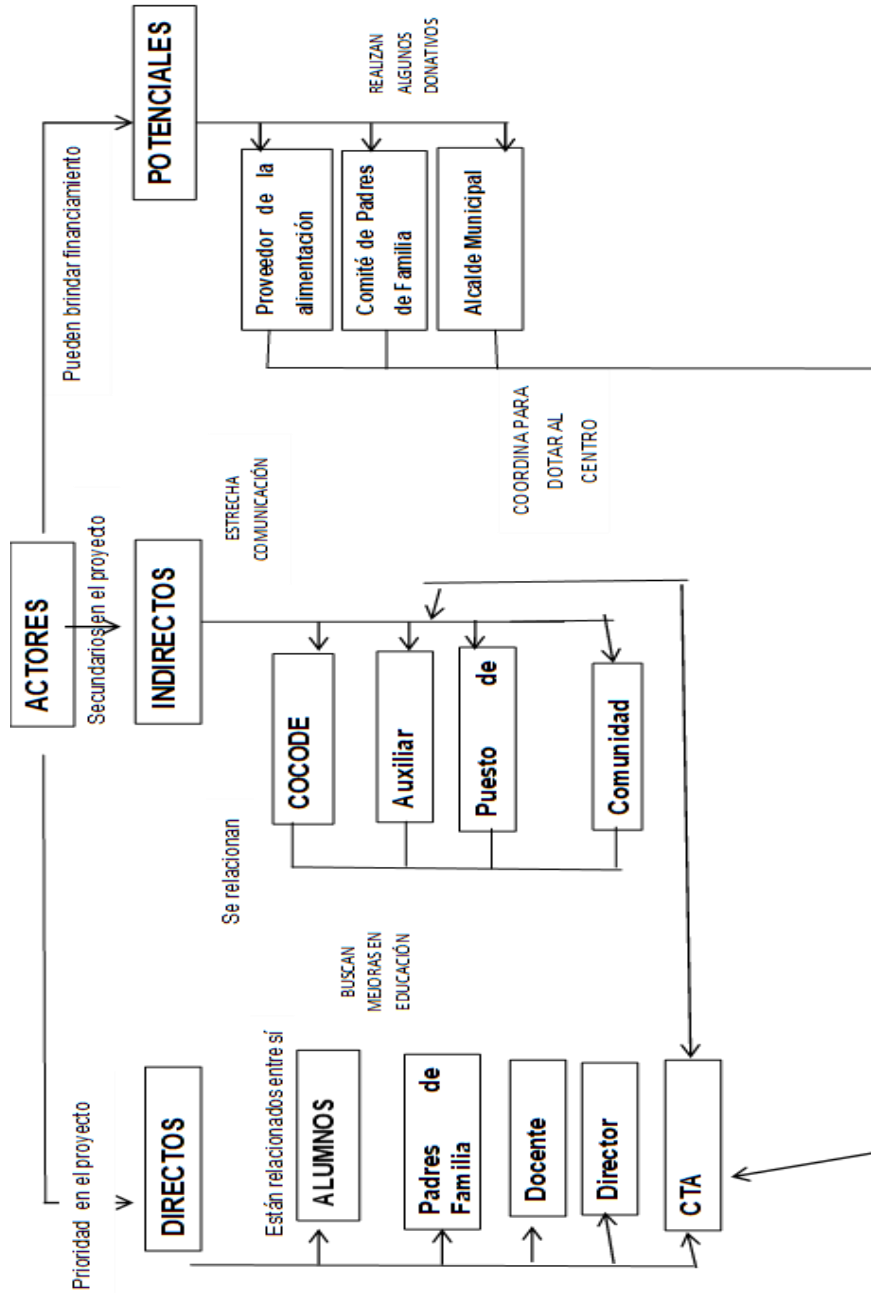 ACTORES
Prioridad en el proyecto
Secundarios en el proyecto
Pueden brindar financiamiento
DIRECTOS
INDIRECTOS
POTENCIALES
Están relacionados entre sí
ALUMNOS
Padres de
Familia
Docente
Director
CTA
BUSCAN
MEJORAS EN
EDUCACIÓN
Se relacionan
COCODE
Auxiliar
Puesto de
Comunidad
ESTRECHA
COMUNICACIÓN
Proveedor de la
alimentación
Comité de Padres
de Familia
Alcalde Municipal
REALIZAN
ALGUNOS
DONATIVOS
COORDINA PARA
DOTAR AL
CENTRO